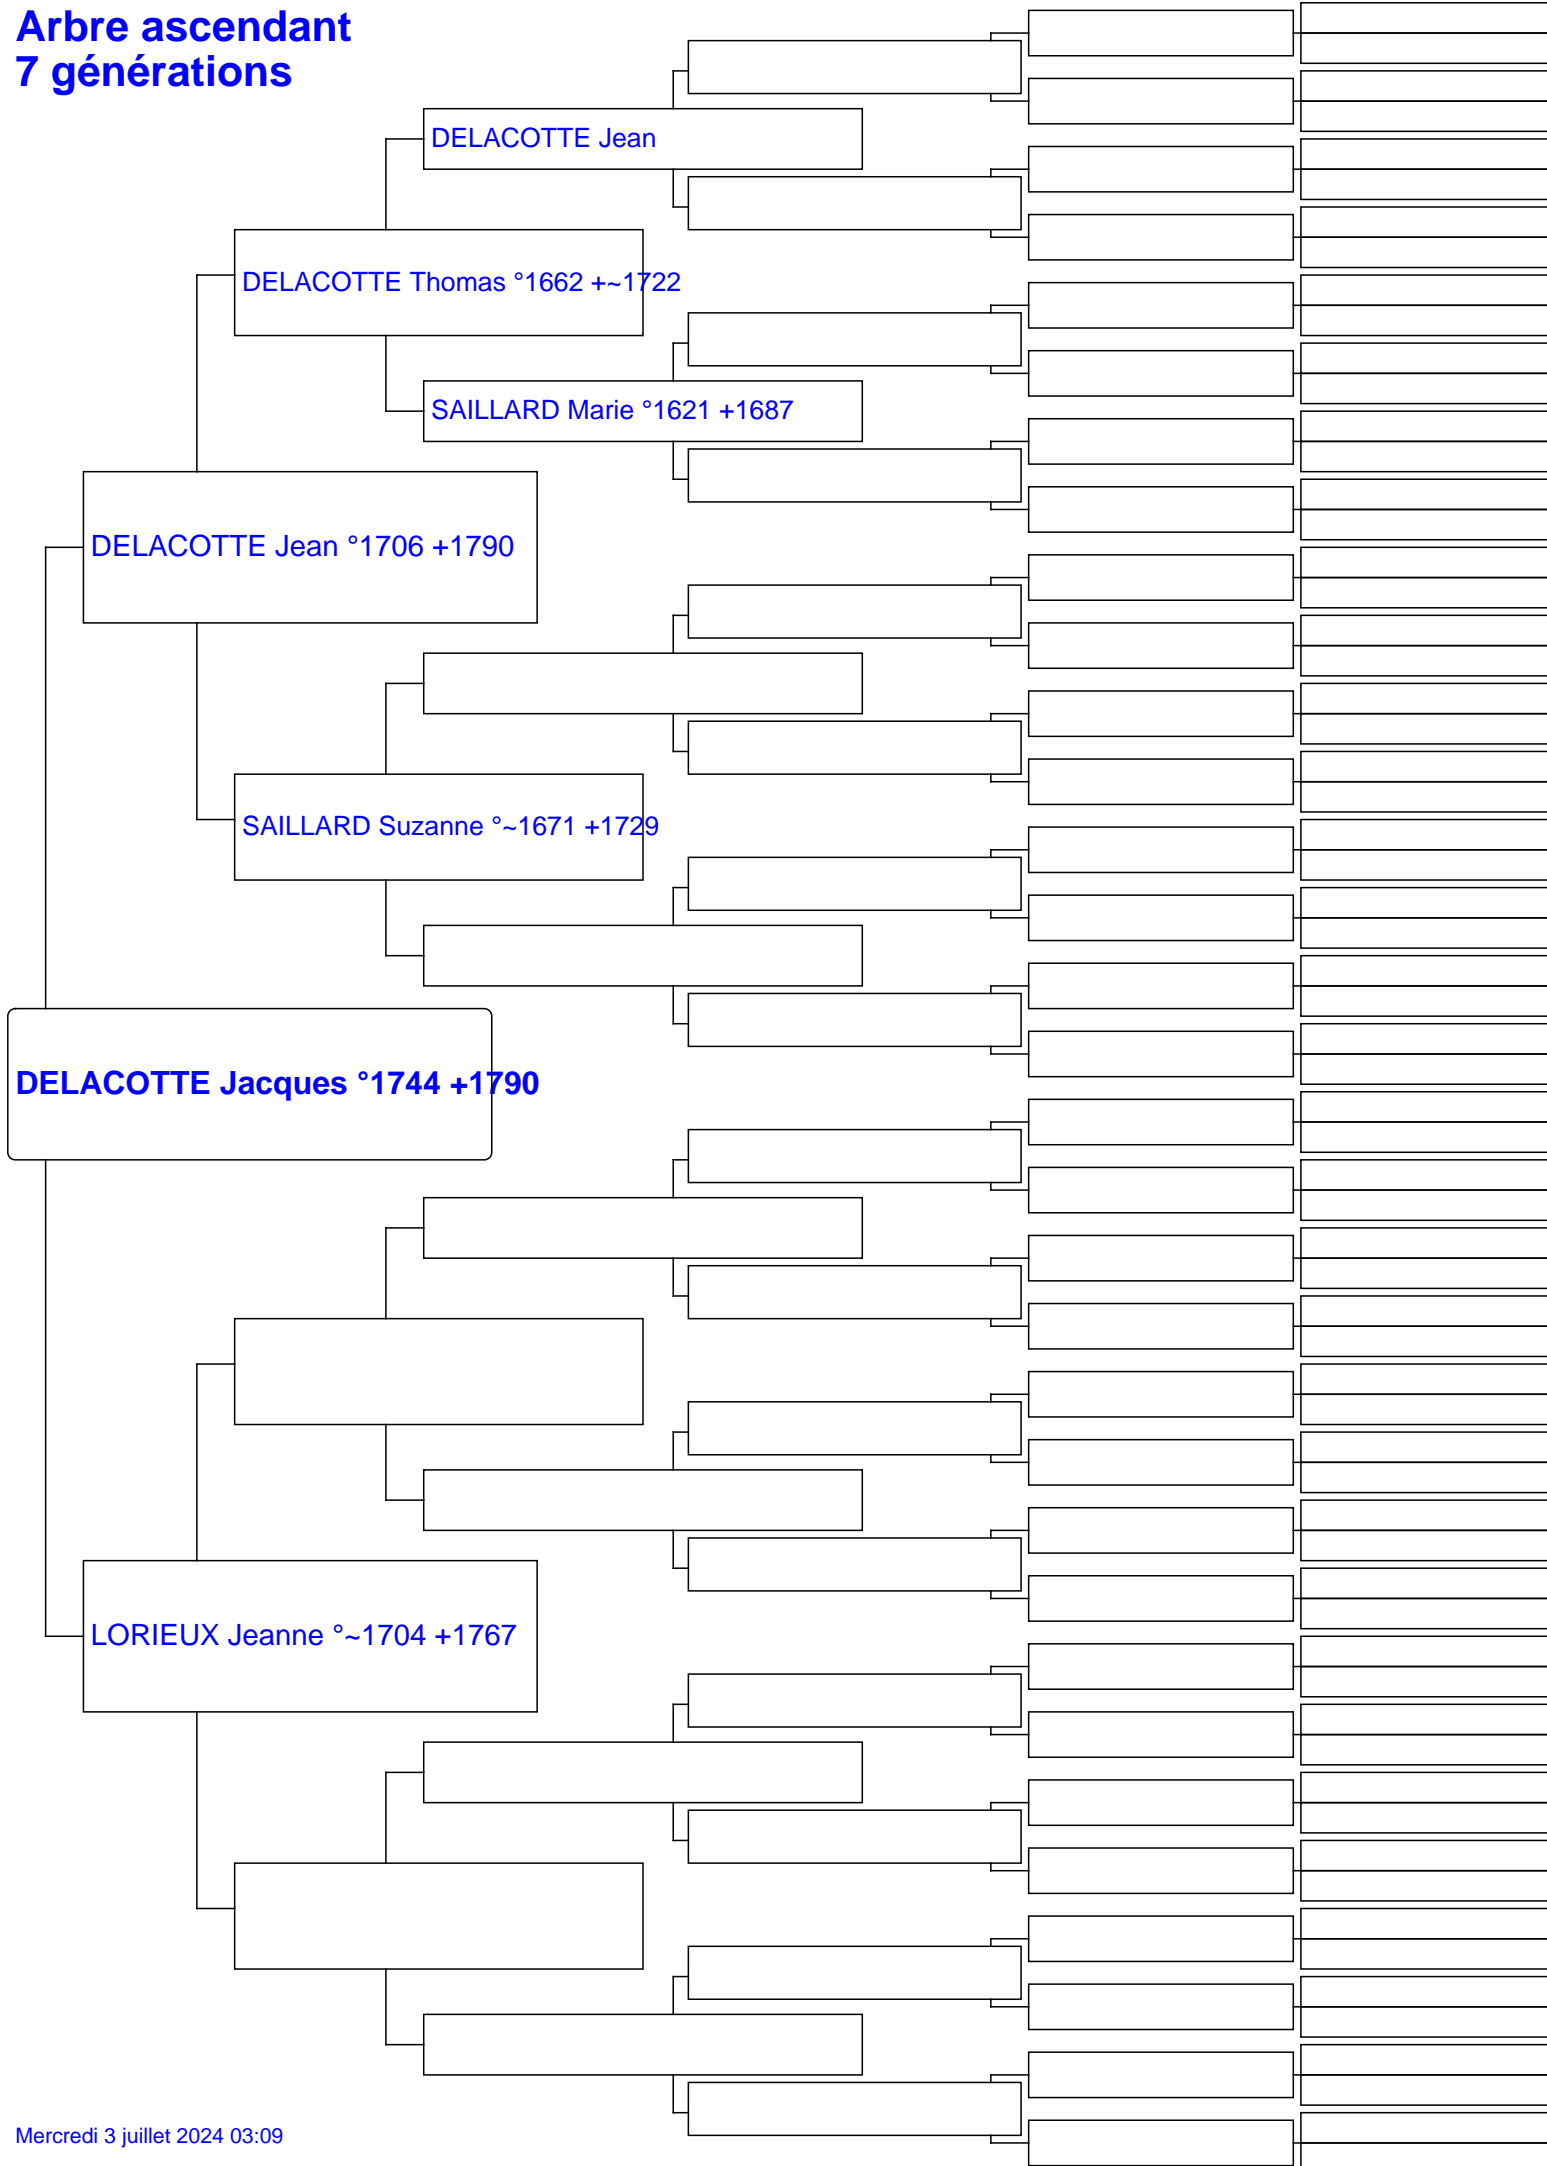 Arbre ascendant
7 générations
DELACOTTE Jean
DELACOTTE Thomas °1662 +~1722
SAILLARD Marie °1621 +1687
DELACOTTE Jean °1706 +1790
SAILLARD Suzanne °~1671 +1729
DELACOTTE Jacques °1744 +1790
LORIEUX Jeanne °~1704 +1767
Mercredi 3 juillet 2024 03:09